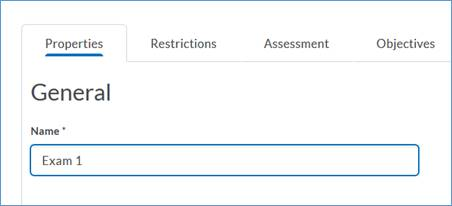 Properties Restrictions Assessment Objectives
General
Name *
Exam 1